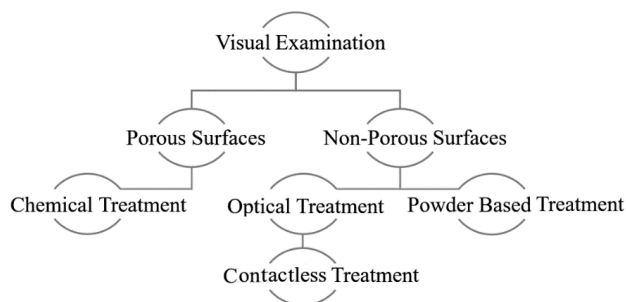 Visual Examination
Porous Surfaces
Non-Porous Surfaces
Chemical Treatment
Optical Treatment
Powder Based Treatment
Contactless Treatment